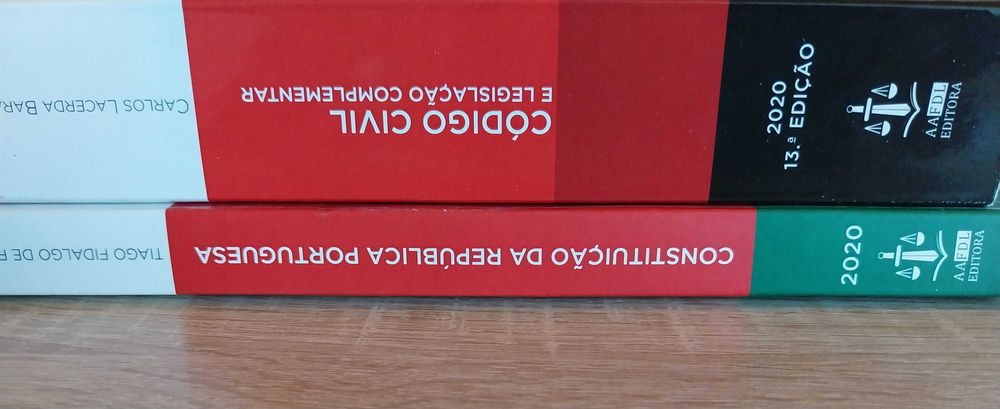 CARLOS LACERDA
CÓDIGO CIVIL
E LEGISLAÇÃO COMPLEMENTAR
2020
13.ª EDIÇÃO
AAFDL
EDITORA
TIAGO FIDALGO DE
CONSTITUIÇÃO DA REPÚBLICA PORTUGUESA
2020
AAFDL
EDITORA